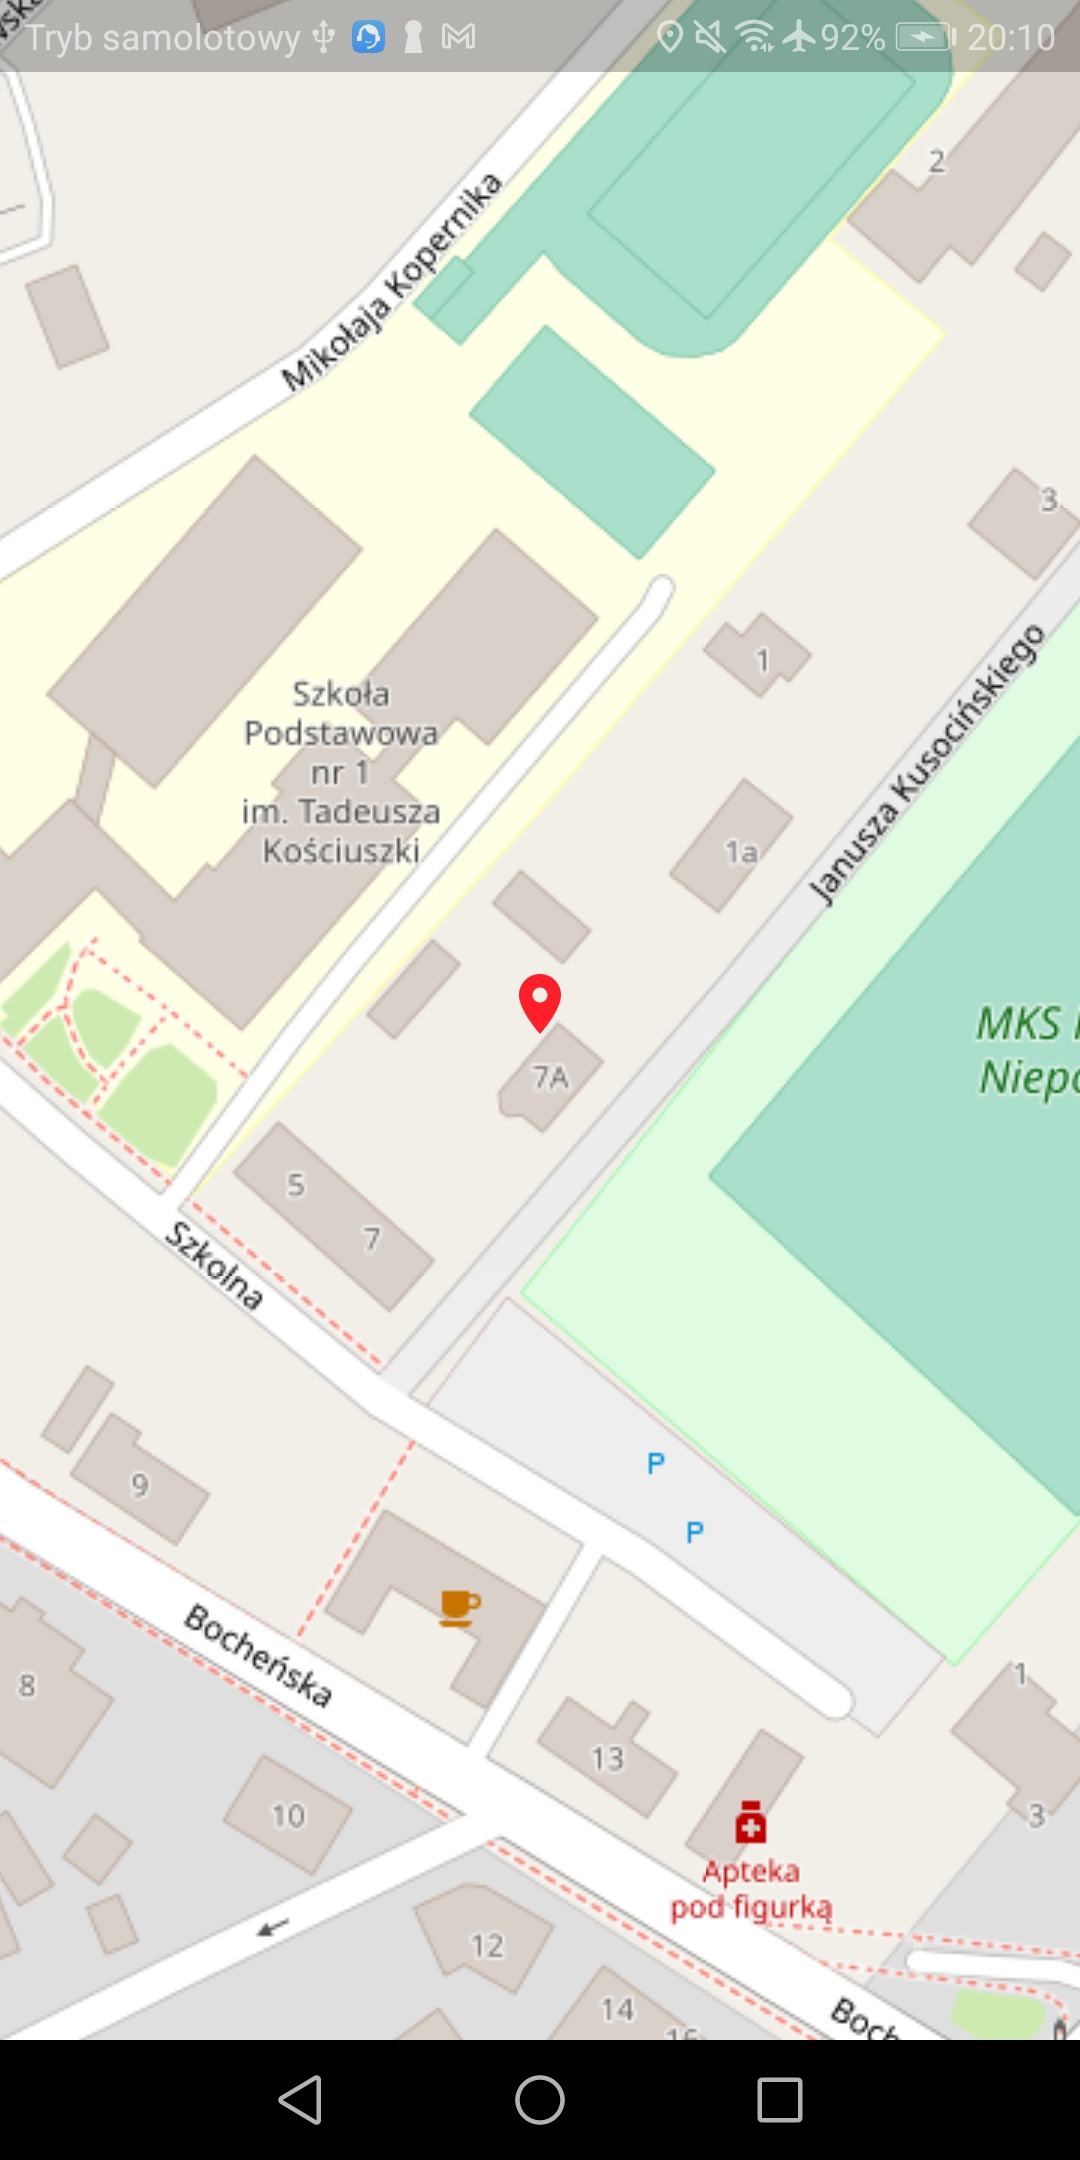 Tryb samolotowy
92%
20:10
Mikołaja Kopernika
2
3
1
Szkoła
Podstawowa
nr 1
im. Tadeusza
Kościuszki
Janusza Kusocińskiego
1a
MKS
7A
5
7
Szkolna
P
P
9
Bocheńska
8
1
13
10
3
Apteka
pod figurką
12
14